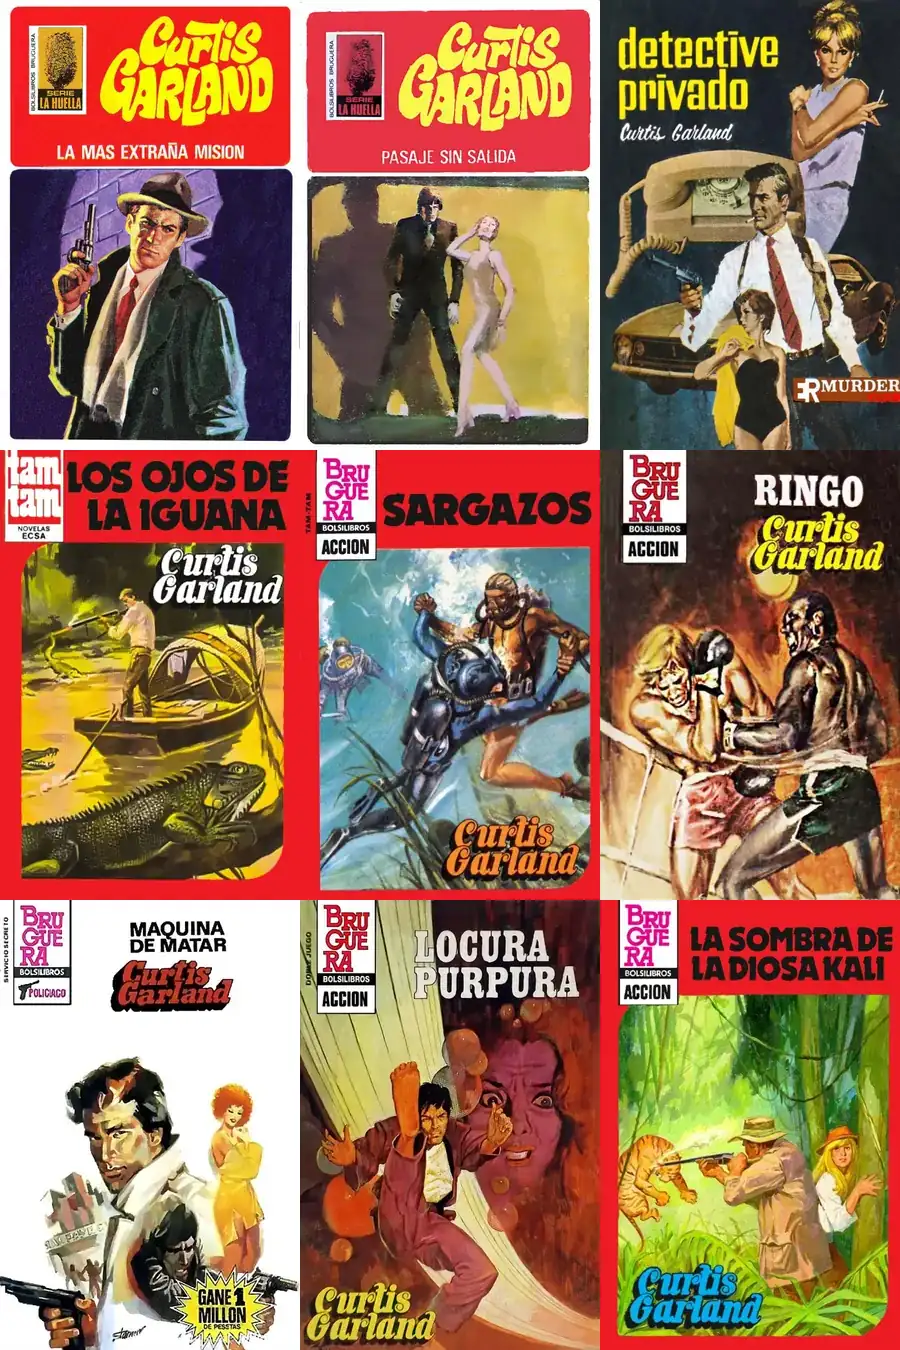 BOLSILIBROS BRUGUERA
SERIE
LA HUELLA
Curtis
GARLAND
LA MAS EXTRAÑA MISION
BOLSILIBROS BRUGUERA
SERIE
LA HUELLA
Curtis
GARLAND
PASAJE SIN SALIDA
detective
privado
Curtis Garland
ER MURDER
tam
tam
NOVELAS
ECSA
LOS OJOS DE
LA IGUANA
Curtis
Garland
TAM-TAM
BRU
GUE
RA
BOLSILIBROS
ACCION
SARGAZOS
Curtis
Garland
BRU
GUE
RA
BOLSILIBROS
ACCION
RINGO
Curtis
Garland
SERVICIO SECRETO
BRU
GUE
RA
BOLSILIBROS
POLICIACO
MAQUINA
DE MATAR
Curtis
Garland
GANE 1
MILLON
DE PESETAS
DOBLE JUEGO
BRU
GUE
RA
BOLSILIBROS
ACCION
LOCURA
PURPURA
Curtis
Garland
BRU
GUE
RA
BOLSILIBROS
ACCION
LA SOMBRA DE
LA DIOSA KALI
Curtis
Garland